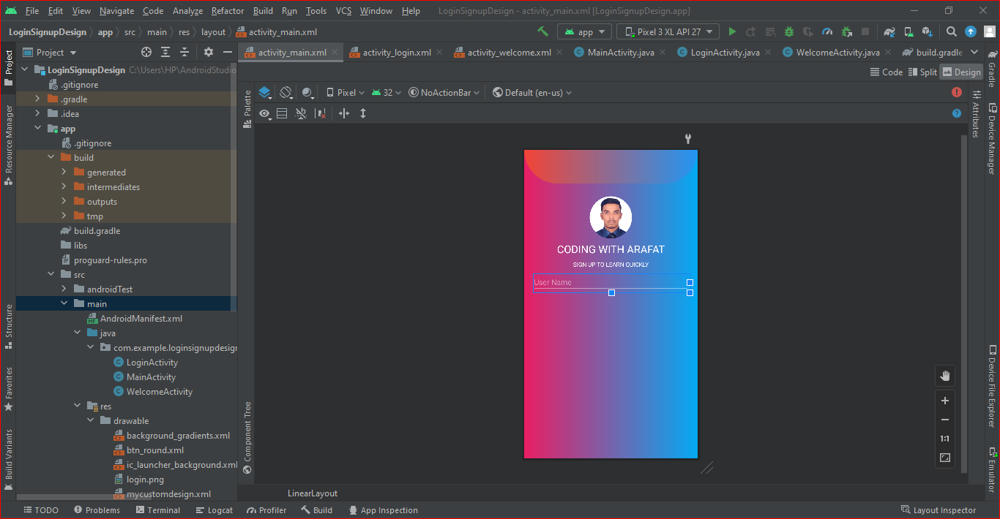 File Edit View Navigate Code Analyze Refactor Build Run Tools VCS Window Help LoginSignupDesign - activity_main.xml [LoginSignupDesign.app]
LoginSignupDesign app src main res layout activity_main.xml app Pixel 3 XL API 27
Project activity_main.xml activity_login.xml activity_welcome.xml MainActivity.java LoginActivity.java WelcomeActivity.java build.gradle
Code Split Design
Pixel 32 NoActionBar Default (en-us)
Project
Resource Manager
Structure
Favorites
Build Variants
LoginSignupDesign C:\Users\HP\AndroidStudio
.gitignore
.gradle
.idea
app
.gitignore
build
generated
intermediates
outputs
tmp
build.gradle
libs
proguard-rules.pro
src
androidTest
main
AndroidManifest.xml
java
com.example.loginsignupdesign
LoginActivity
MainActivity
WelcomeActivity
res
drawable
background_gradients.xml
btn_round.xml
ic_launcher_background.xml
login.png
mycustomdesign.xml
Palette
Component Tree
CODING WITH ARAFAT
SIGN UP TO LEARN QUICKLY
User Name
1:1
Attributes
Gradle
Device Manager
Device File Explorer
Emulator
LinearLayout
TODO Problems Terminal Logcat Profiler Build App Inspection Layout Inspector